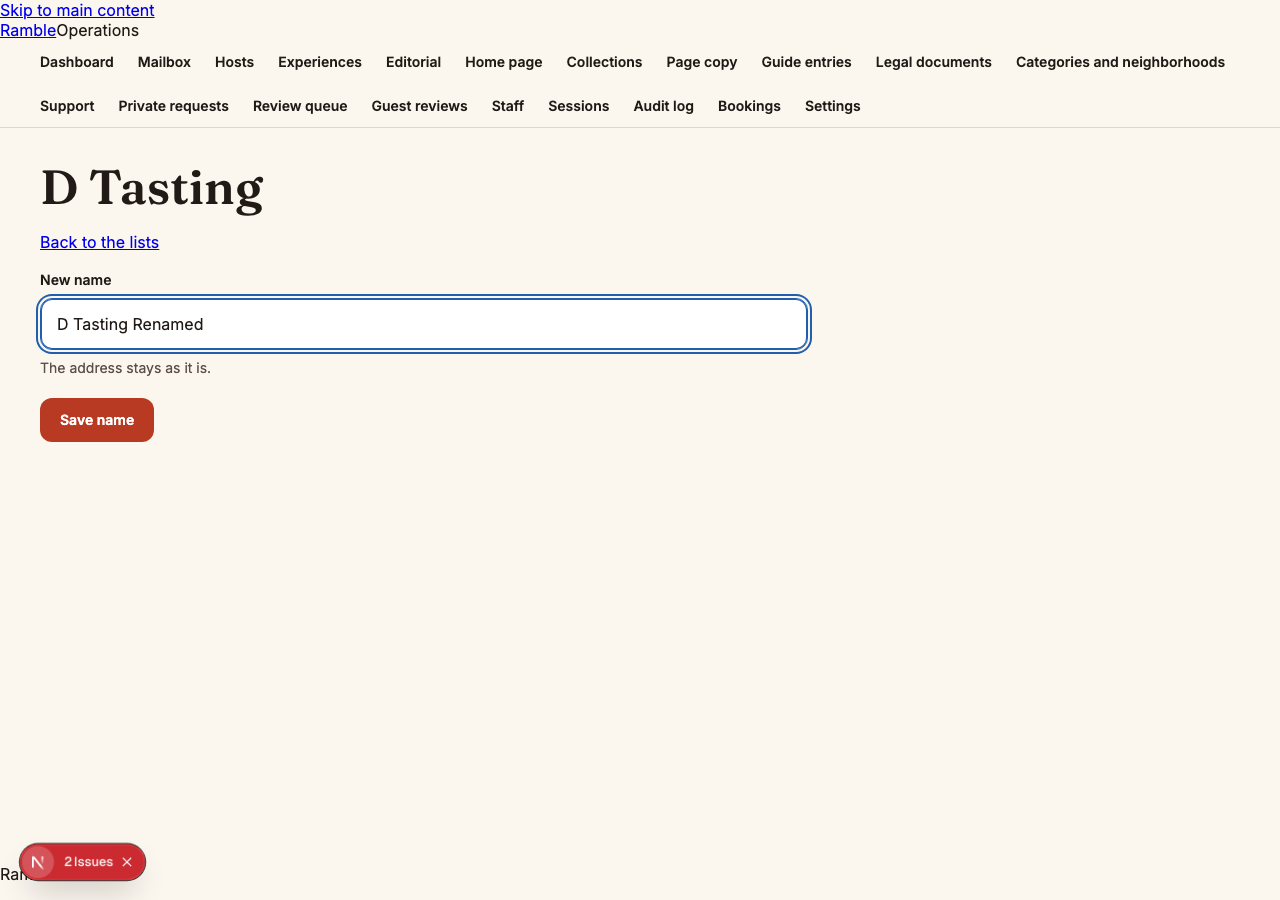 Skip to main content
RambleOperations
Dashboard Mailbox Hosts Experiences Editorial Home page Collections Page copy Guide entries Legal documents Categories and neighborhoods
Support Private requests Review queue Guest reviews Staff Sessions Audit log Bookings Settings
D Tasting
Back to the lists
New name
D Tasting Renamed
The address stays as it is.
Save name
2 Issues